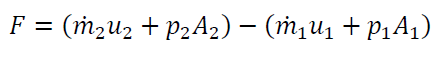 F = (ṁ₂u₂ + p₂A₂) − (ṁ₁u₁ + p₁A₁)